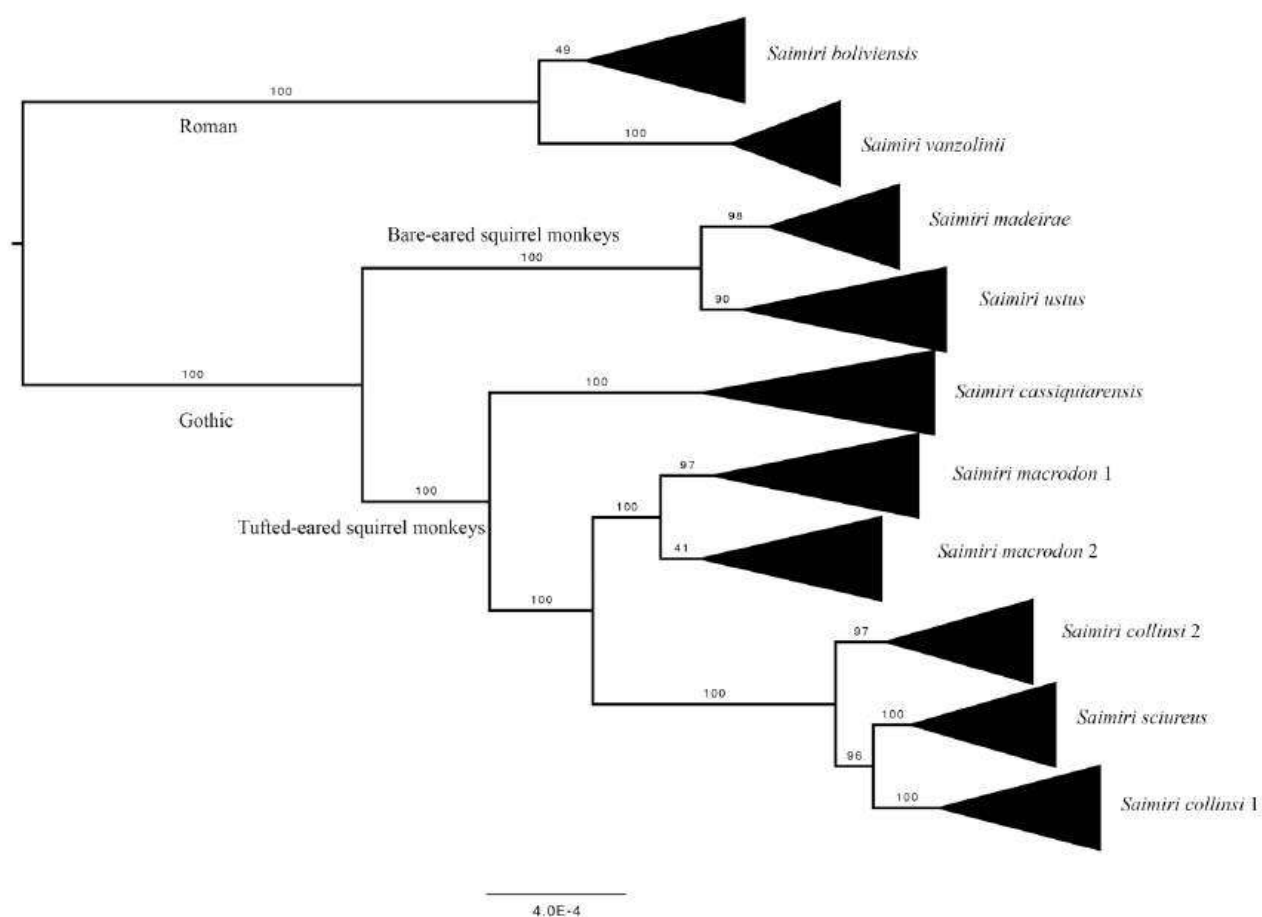 49
Saimiri boliviensis
100
Roman
100
Saimiri vanzolinii
98
Saimiri madeirae
Bare-eared squirrel monkeys
100
90
Saimiri ustus
100
Gothic
100
Saimiri cassiquiarensis
97
Saimiri macrodon 1
100
Tufted-eared squirrel monkeys
100
41
Saimiri macrodon 2
100
97
Saimiri collinsi 2
100
100
Saimiri sciureus
96
100
Saimiri collinsi 1
4.0E-4